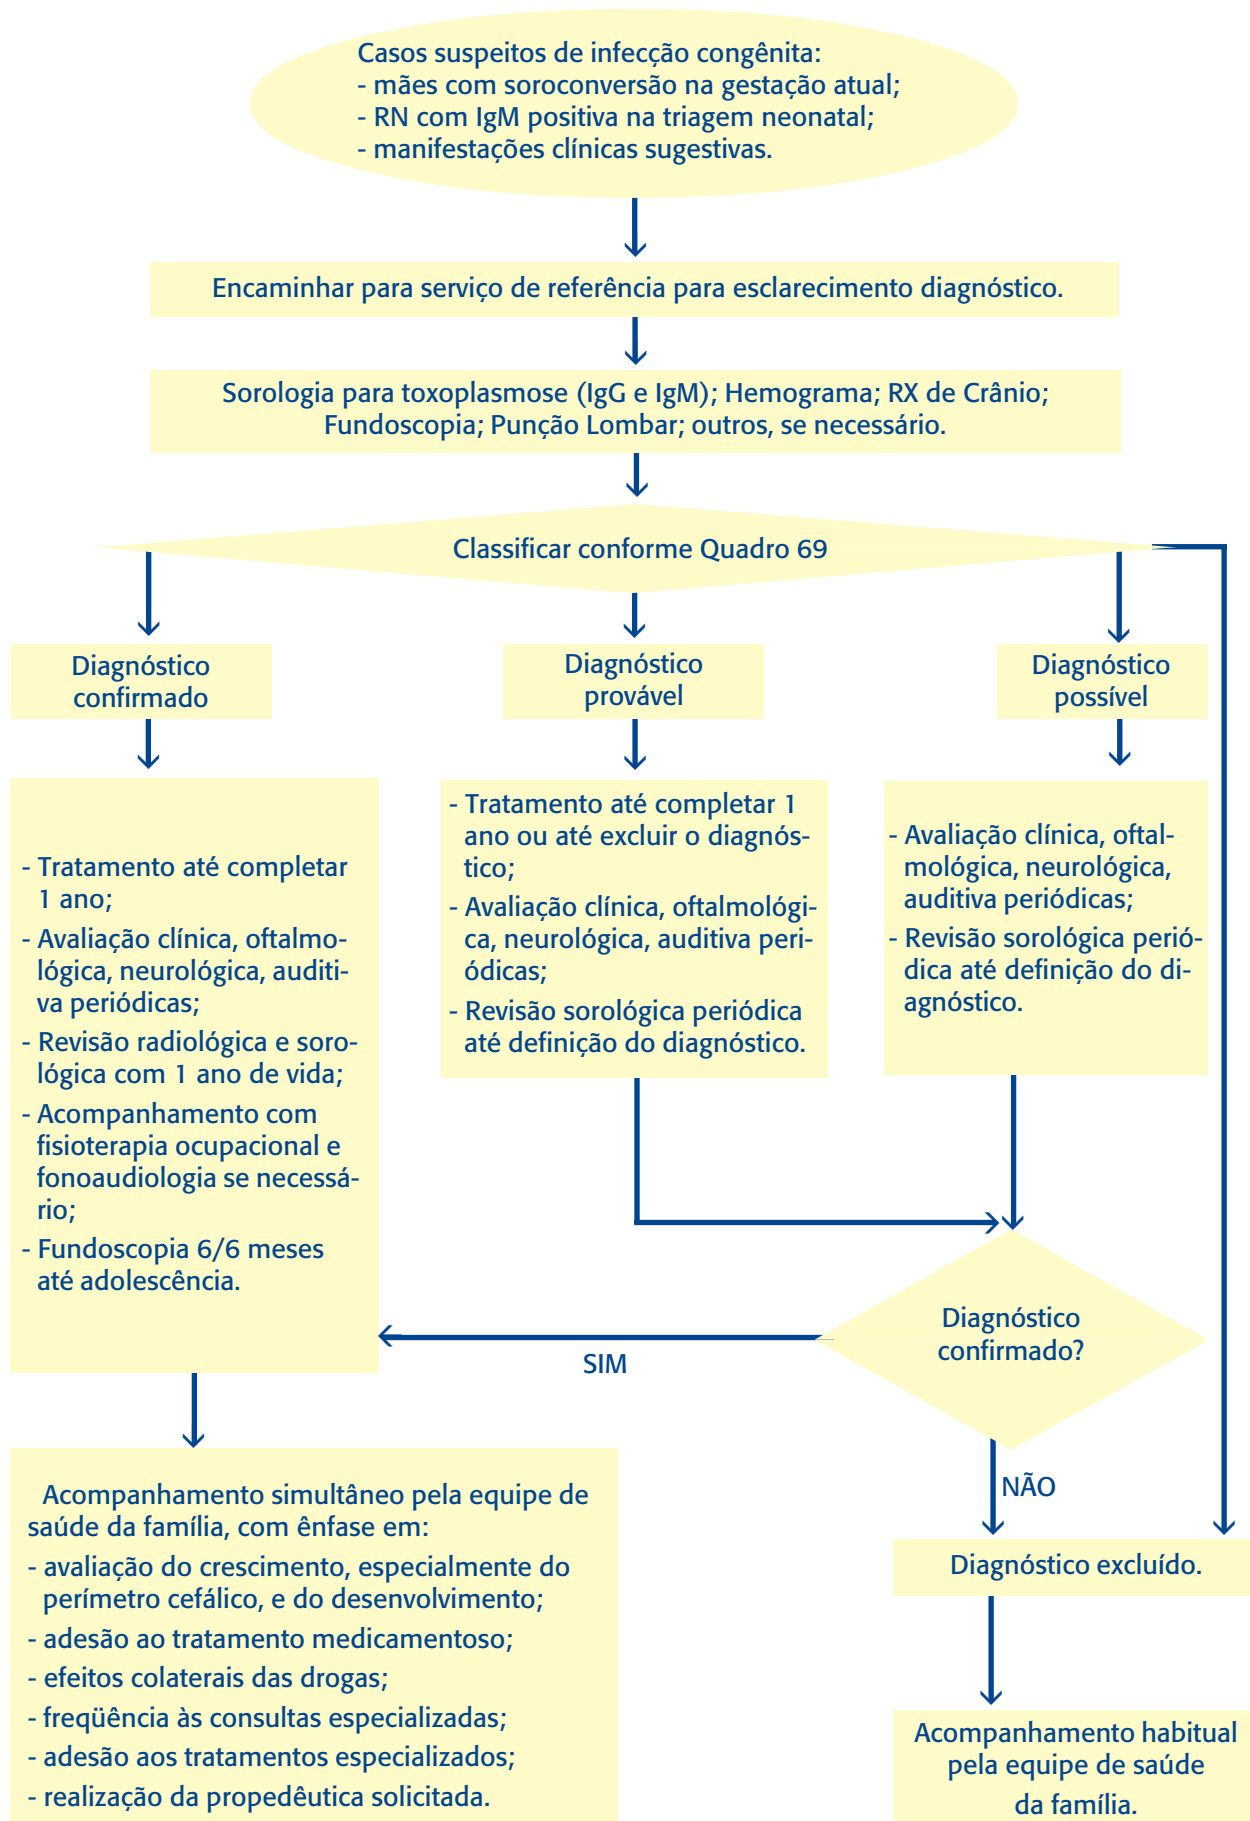 Casos suspeitos de infecção congênita:
- mães com soroconversão na gestação atual;
- RN com IgM positiva na triagem neonatal;
- manifestações clínicas sugestivas.
Encaminhar para serviço de referência para esclarecimento diagnóstico.
Sorologia para toxoplasmose (IgG e IgM); Hemograma; RX de Crânio;
Fundoscopia; Punção Lombar; outros, se necessário.
Classificar conforme Quadro 69
Diagnóstico
confirmado
Diagnóstico
provável
Diagnóstico
possível
- Tratamento até completar
1 ano;
- Avaliação clínica, oftalmo-
lógica, neurológica, auditi-
va periódicas;
- Revisão radiológica e soro-
lógica com 1 ano de vida;
- Acompanhamento com
fisioterapia ocupacional e
fonoaudiologia se necessá-
rio;
- Fundoscopia 6/6 meses
até adolescência.
- Tratamento até completar 1
ano ou até excluir o diagnós-
tico;
- Avaliação clínica, oftalmológi-
ca, neurológica, auditiva peri-
ódicas;
- Revisão sorológica periódica
até definição do diagnóstico.
- Avaliação clínica, oftal-
mológica, neurológica,
auditiva periódicas;
- Revisão sorológica perió-
dica até definição do di-
agnóstico.
Diagnóstico
confirmado?
SIM
NÃO
Acompanhamento simultâneo pela equipe de
saúde da família, com ênfase em:
- avaliação do crescimento, especialmente do
perímetro cefálico, e do desenvolvimento;
- adesão ao tratamento medicamentoso;
- efeitos colaterais das drogas;
- freqüência às consultas especializadas;
- adesão aos tratamentos especializados;
- realização da propedêutica solicitada.
Diagnóstico excluído.
Acompanhamento habitual
pela equipe de saúde
da família.